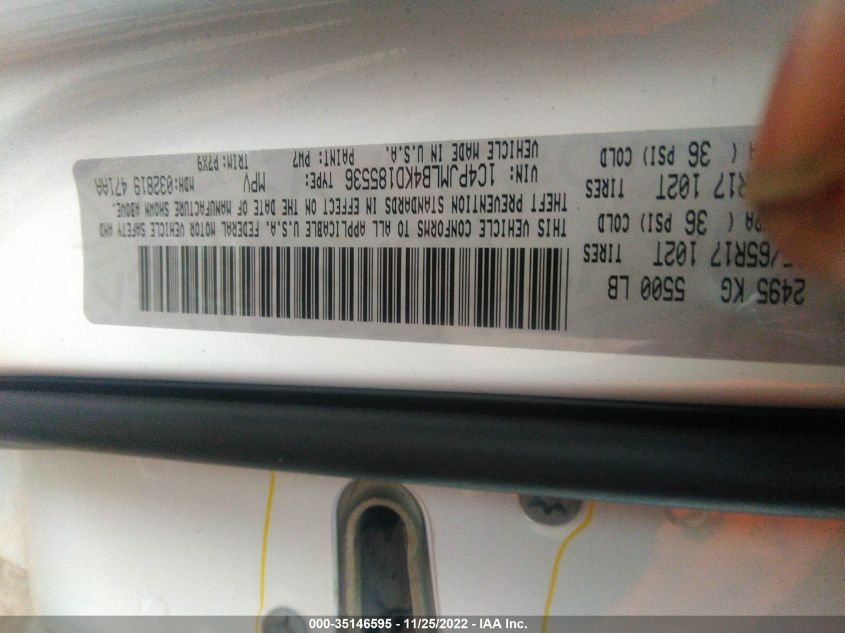 2495 KG 5500 LB
/65R17 102T TIRES
PA ( 36 PSI) COLD
R17 102T TIRES
A ( 36 PSI) COLD
THIS VEHICLE CONFORMS TO ALL APPLICABLE U.S.A. FEDERAL MOTOR VEHICLE SAFETY AND
THEFT PREVENTION STANDARDS IN EFFECT ON THE DATE OF MANUFACTURE SHOWN ABOVE.
VIN: 1C4PJMLB4KD185536 TYPE: MPV MDH:032819 471AA
VEHICLE MADE IN U.S.A. PAINT: PW7 TRIM: P7X9
000-35146595 - 11/25/2022 - IAA Inc.